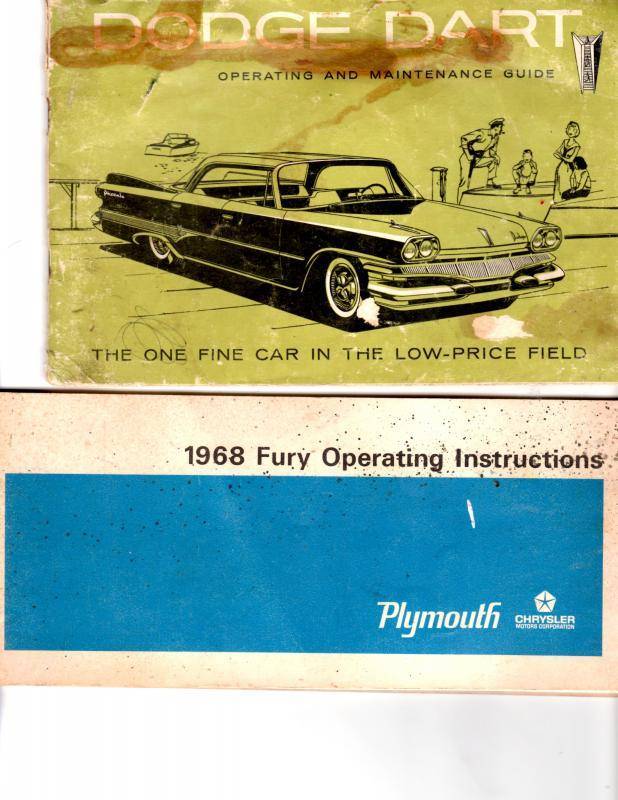 DODGE DART
OPERATING AND MAINTENANCE GUIDE
Phoenix
THE ONE FINE CAR IN THE LOW-PRICE FIELD
1968 Fury Operating Instructions
Plymouth
CHRYSLER
MOTORS CORPORATION